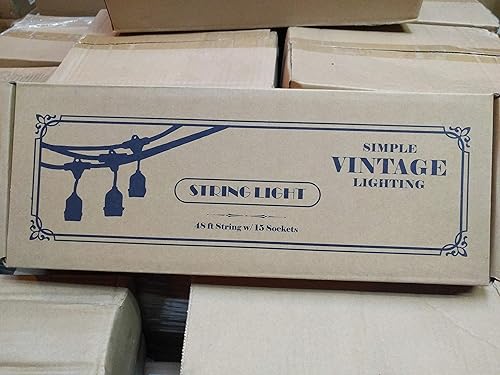 SIMPLE
VINTAGE
LIGHTING
STRING LIGHT
48 ft String w/ 15 Sockets